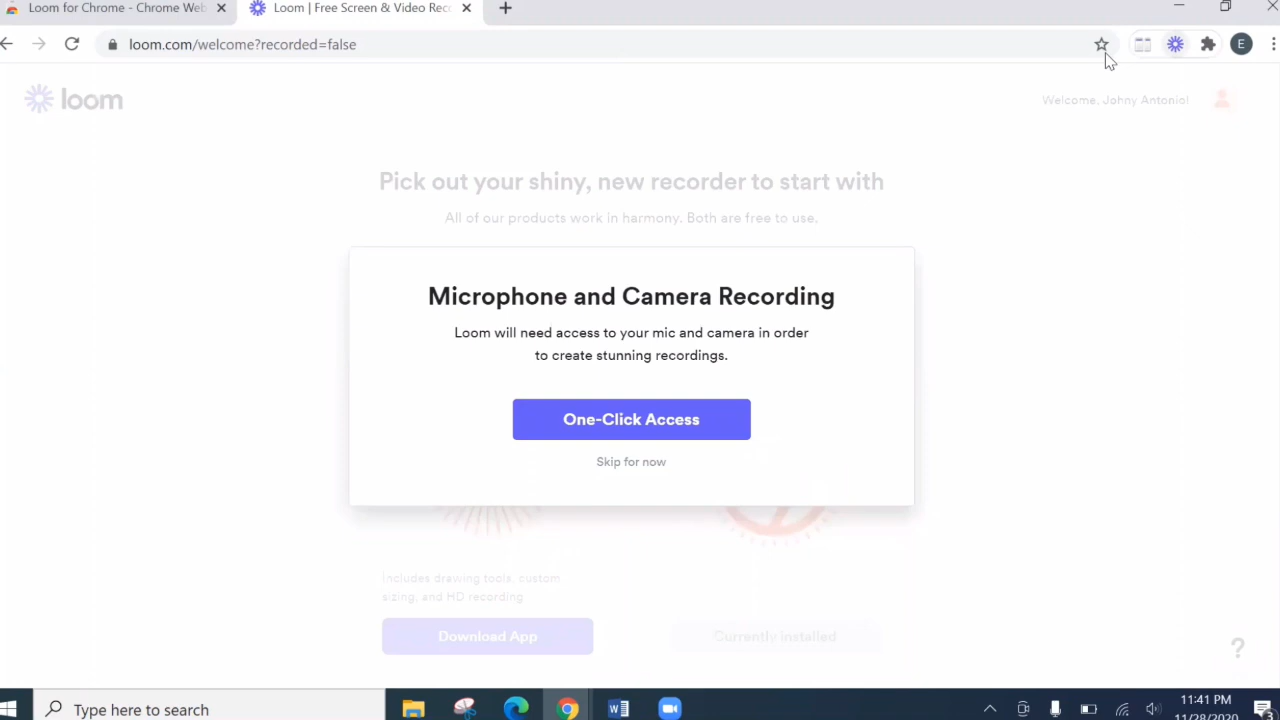 Loom for Chrome - Chrome Web
Loom | Free Screen & Video Rec
loom.com/welcome?recorded=false
E
loom
Welcome, Johny Antonio!
Pick out your shiny, new recorder to start with
All of our products work in harmony. Both are free to use.
Microphone and Camera Recording
Loom will need access to your mic and camera in order
to create stunning recordings.
One-Click Access
Skip for now
Includes drawing tools, custom
sizing, and HD recording
Download App
Currently installed
?
Type here to search
11:41 PM
11/28/2020